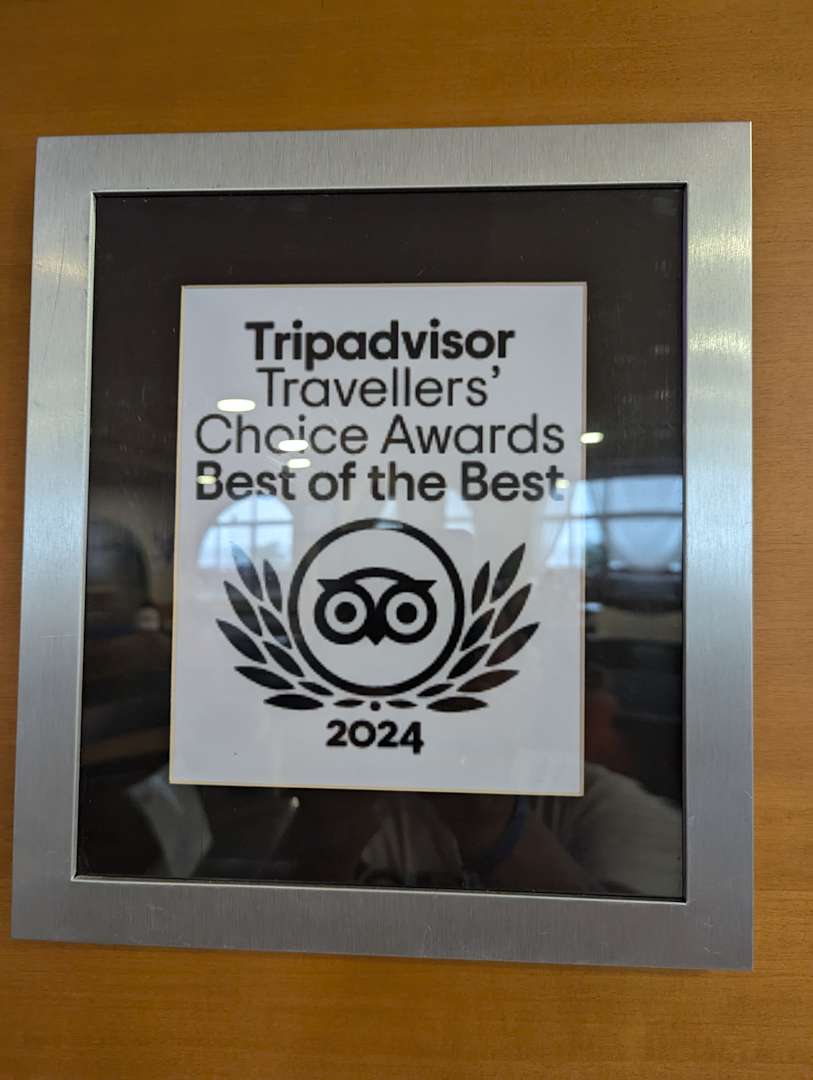 Tripadvisor
Travellers’
Choice Awards
Best of the Best
2024